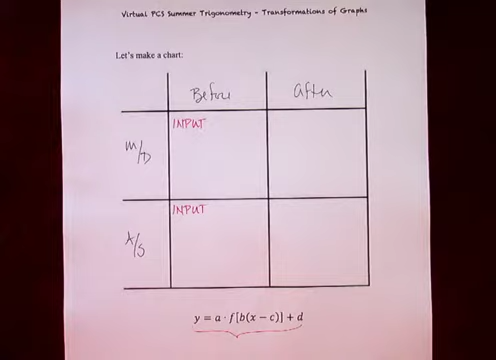 Virtual PCS Summer Trigonometry - Transformations of Graphs
Let's make a chart:
Before After
INPUT
M/D
INPUT
A/S
y = a · f[b(x − c)] + d